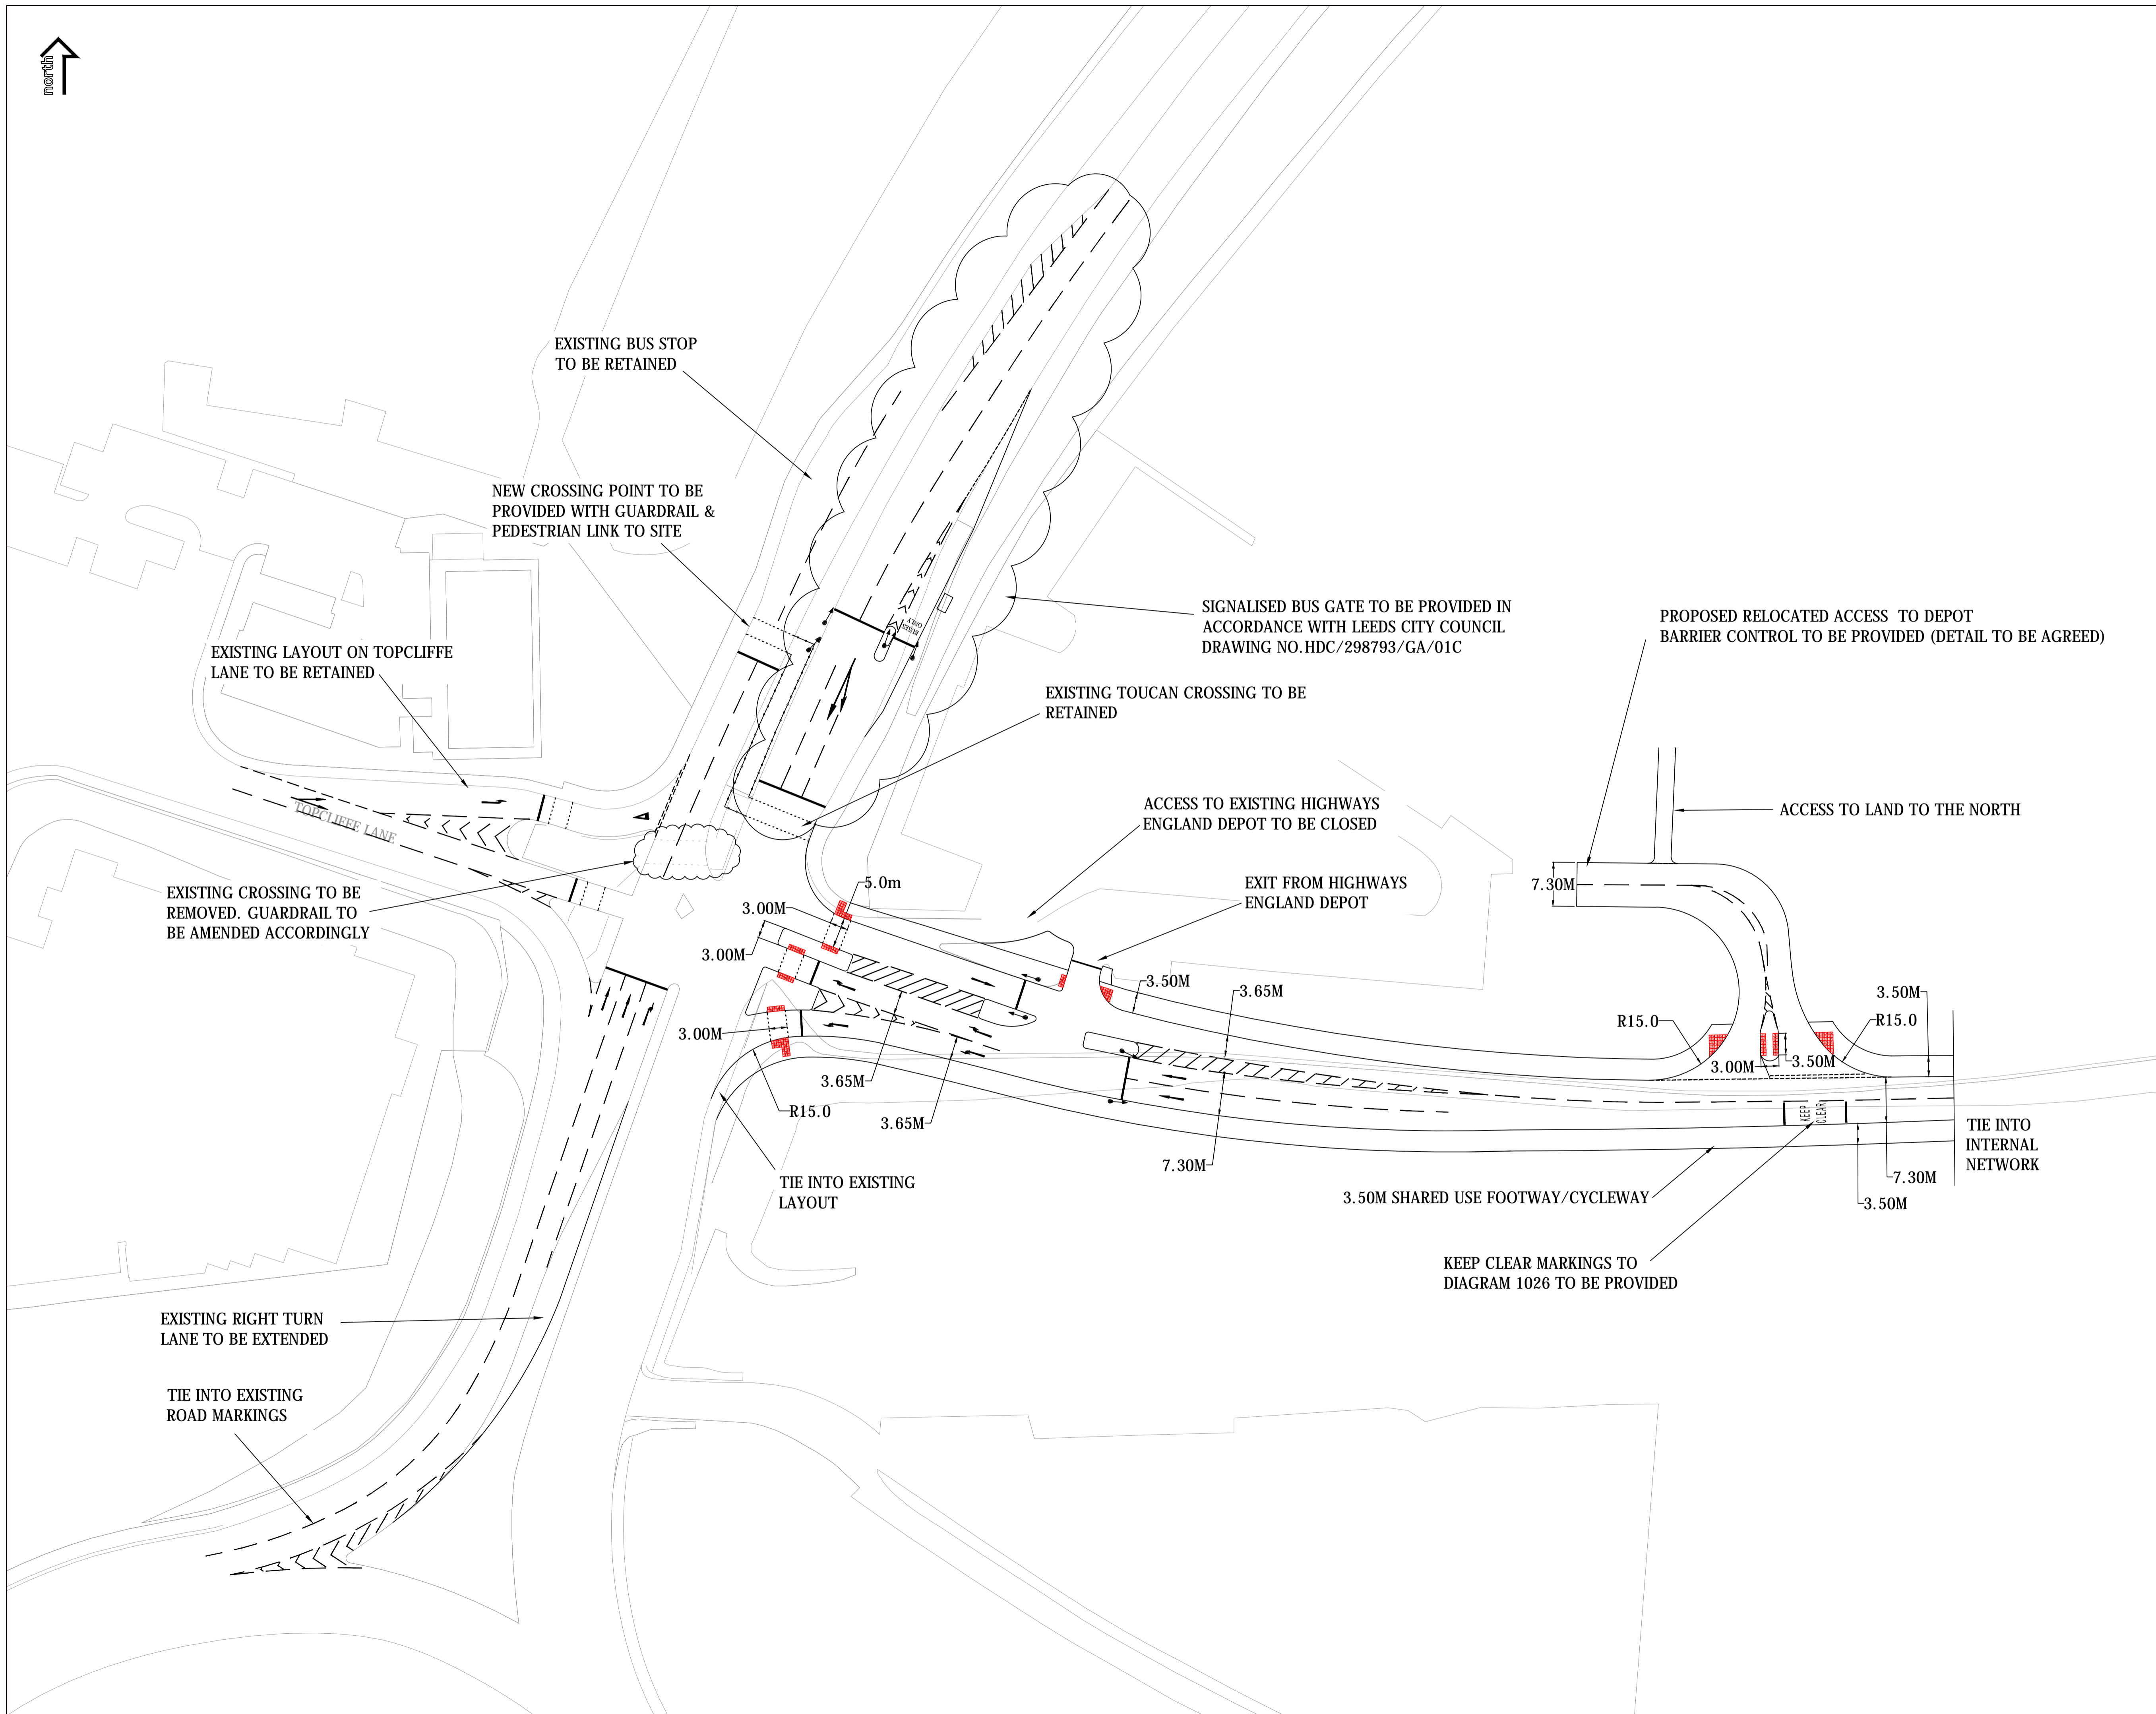 north
EXISTING BUS STOP
TO BE RETAINED
NEW CROSSING POINT TO BE
PROVIDED WITH GUARDRAIL &
PEDESTRIAN LINK TO SITE
EXISTING LAYOUT ON TOPCLIFFE
LANE TO BE RETAINED
BUSES
ONLY
SIGNALISED BUS GATE TO BE PROVIDED IN
ACCORDANCE WITH LEEDS CITY COUNCIL
DRAWING NO.HDC/298793/GA/01C
PROPOSED RELOCATED ACCESS TO DEPOT
BARRIER CONTROL TO BE PROVIDED (DETAIL TO BE AGREED)
EXISTING TOUCAN CROSSING TO BE
RETAINED
TOPCLIFFE LANE
ACCESS TO EXISTING HIGHWAYS
ENGLAND DEPOT TO BE CLOSED
ACCESS TO LAND TO THE NORTH
EXISTING CROSSING TO BE
REMOVED. GUARDRAIL TO
BE AMENDED ACCORDINGLY
5.0m
EXIT FROM HIGHWAYS
ENGLAND DEPOT
7.30M
3.00M
3.00M
3.50M
3.65M
3.50M
R15.0
R15.0
3.00M
3.50M
3.00M
3.65M
R15.0
3.65M
KEEP
CLEAR
7.30M
TIE INTO
INTERNAL
NETWORK
7.30M
3.50M
TIE INTO EXISTING
LAYOUT
3.50M SHARED USE FOOTWAY/CYCLEWAY
KEEP CLEAR MARKINGS TO
DIAGRAM 1026 TO BE PROVIDED
EXISTING RIGHT TURN
LANE TO BE EXTENDED
TIE INTO EXISTING
ROAD MARKINGS